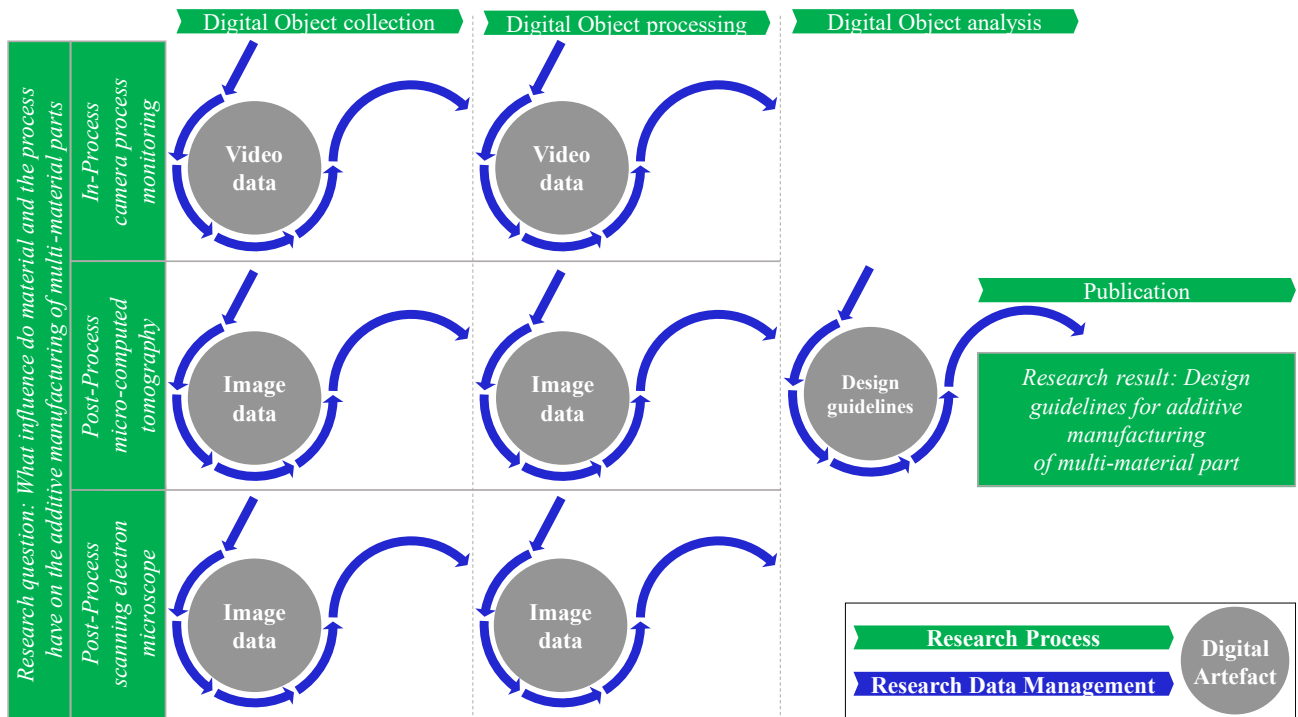 Digital Object collection
Digital Object processing
Digital Object analysis
Research question: What influence do material and the process
have on the additive manufacturing of multi-material parts
In-Process
camera process
monitoring
Video
data
Video
data
Post-Process
micro-computed
tomography
Image
data
Image
data
Design
guidelines
Publication
Research result: Design
guidelines for additive
manufacturing
of multi-material part
Post-Process
scanning electron
microscope
Image
data
Image
data
Research Process
Research Data Management
Digital
Artefact